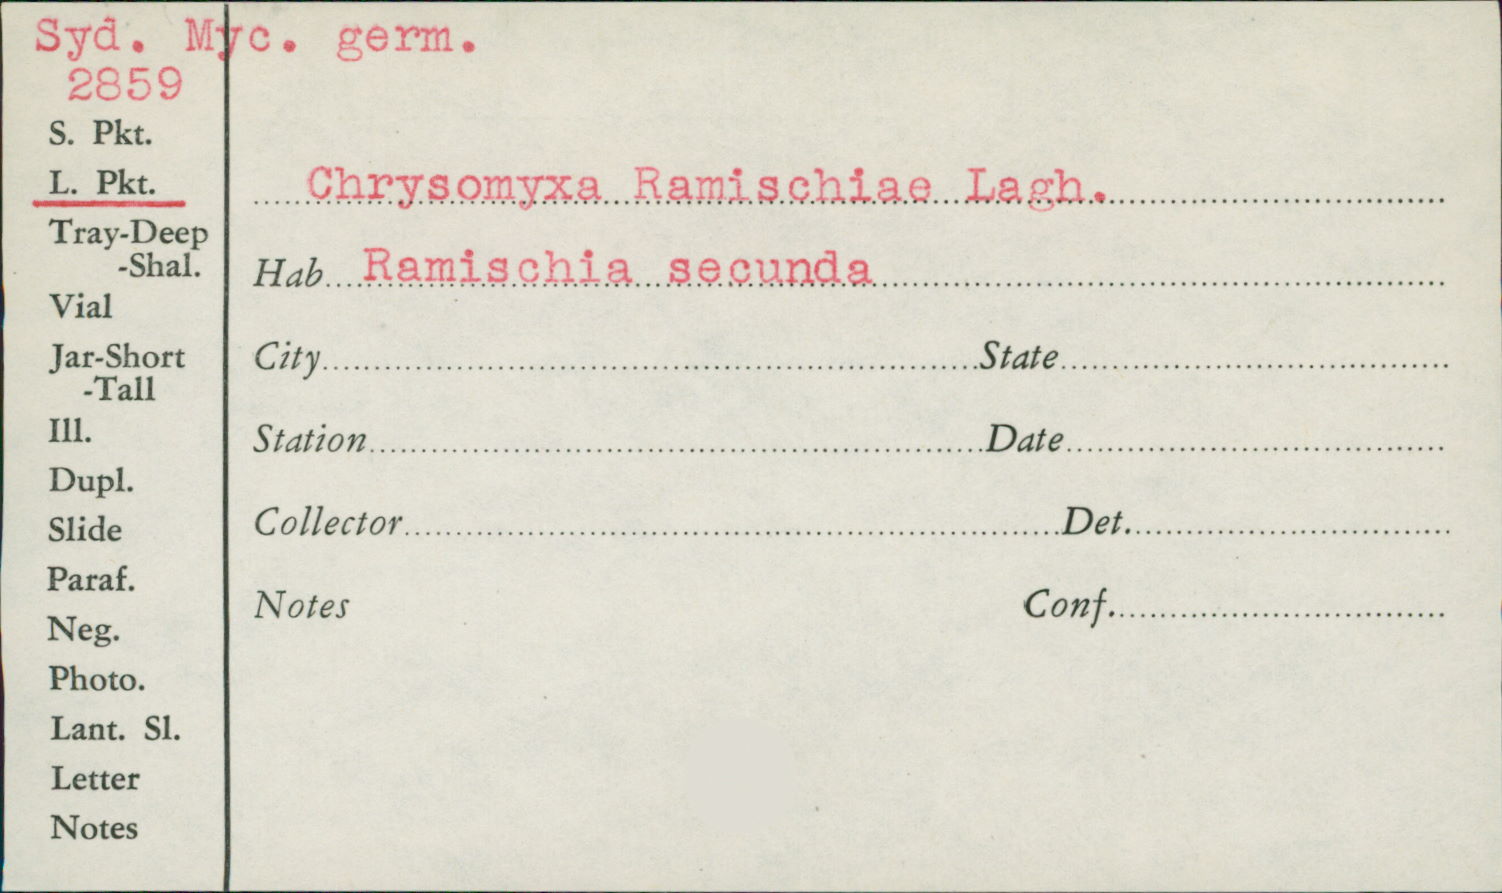 Syd. Myc. germ.
2859
S. Pkt.
L. Pkt.
Tray-Deep
-Shal.
Vial
Jar-Short
-Tall
Ill.
Dupl.
Slide
Paraf.
Neg.
Photo.
Lant. Sl.
Letter
Notes
Chrysomyxa Ramischiae Lagh.
Hab. Ramischia secunda
City State
Station Date
Collector Det.
Notes Conf.